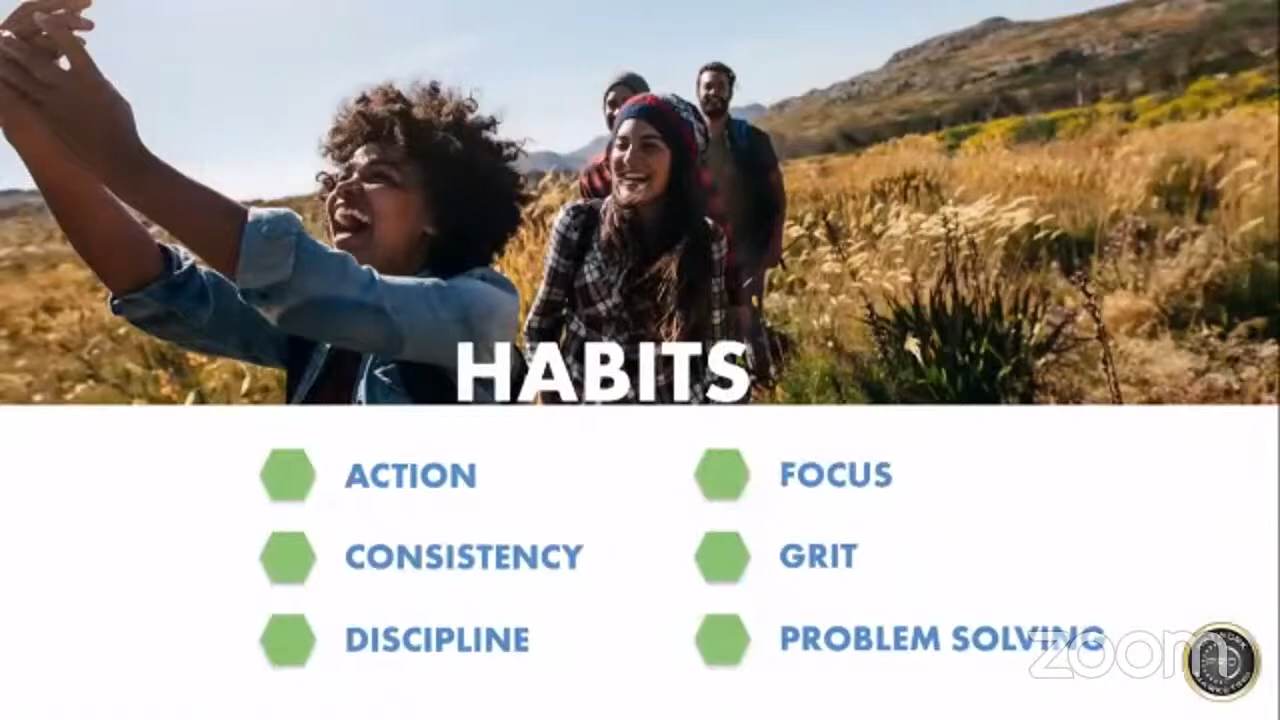 HABITS
ACTION
CONSISTENCY
DISCIPLINE
FOCUS
GRIT
PROBLEM SOLVING
zoom